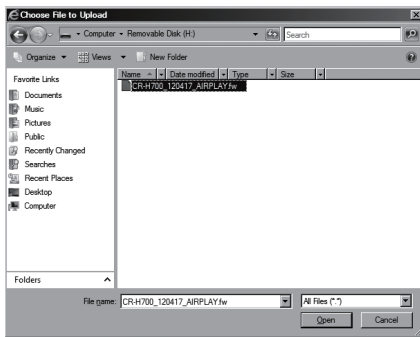 Choose File to Upload
Computer Removable Disk (H:) Search
Organize Views New Folder
Name Date modified Type Size
CR-H700_120417_AIRPLAY.fw
Favorite Links
Documents
Music
Pictures
Public
Recently Changed
Searches
Recent Places
Desktop
Computer
Folders
File name: CR-H700_120417_AIRPLAY.fw All Files (*.*)
Open Cancel